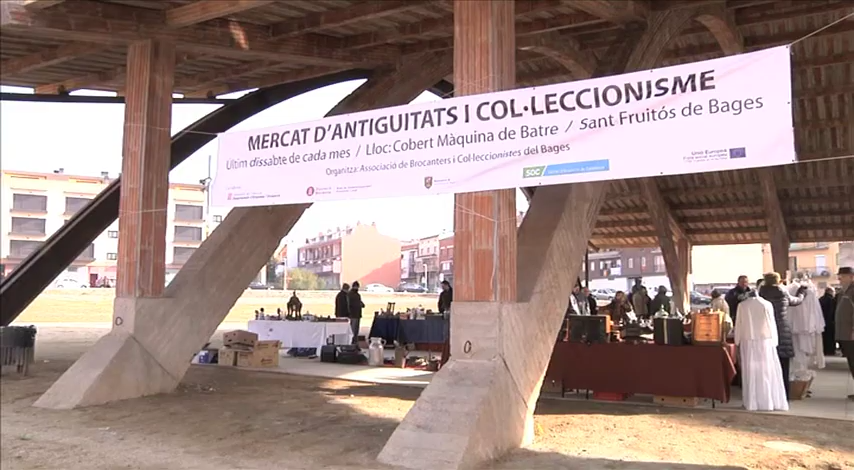 MERCAT D'ANTIGUITATS I COL·LECCIONISME
Últim dissabte de cada mes / Lloc: Cobert Màquina de Batre / Sant Fruitós de Bages
Organitza: Associació de Brocanters i Col·leccionistes del Bages
SOC
Unió Europea